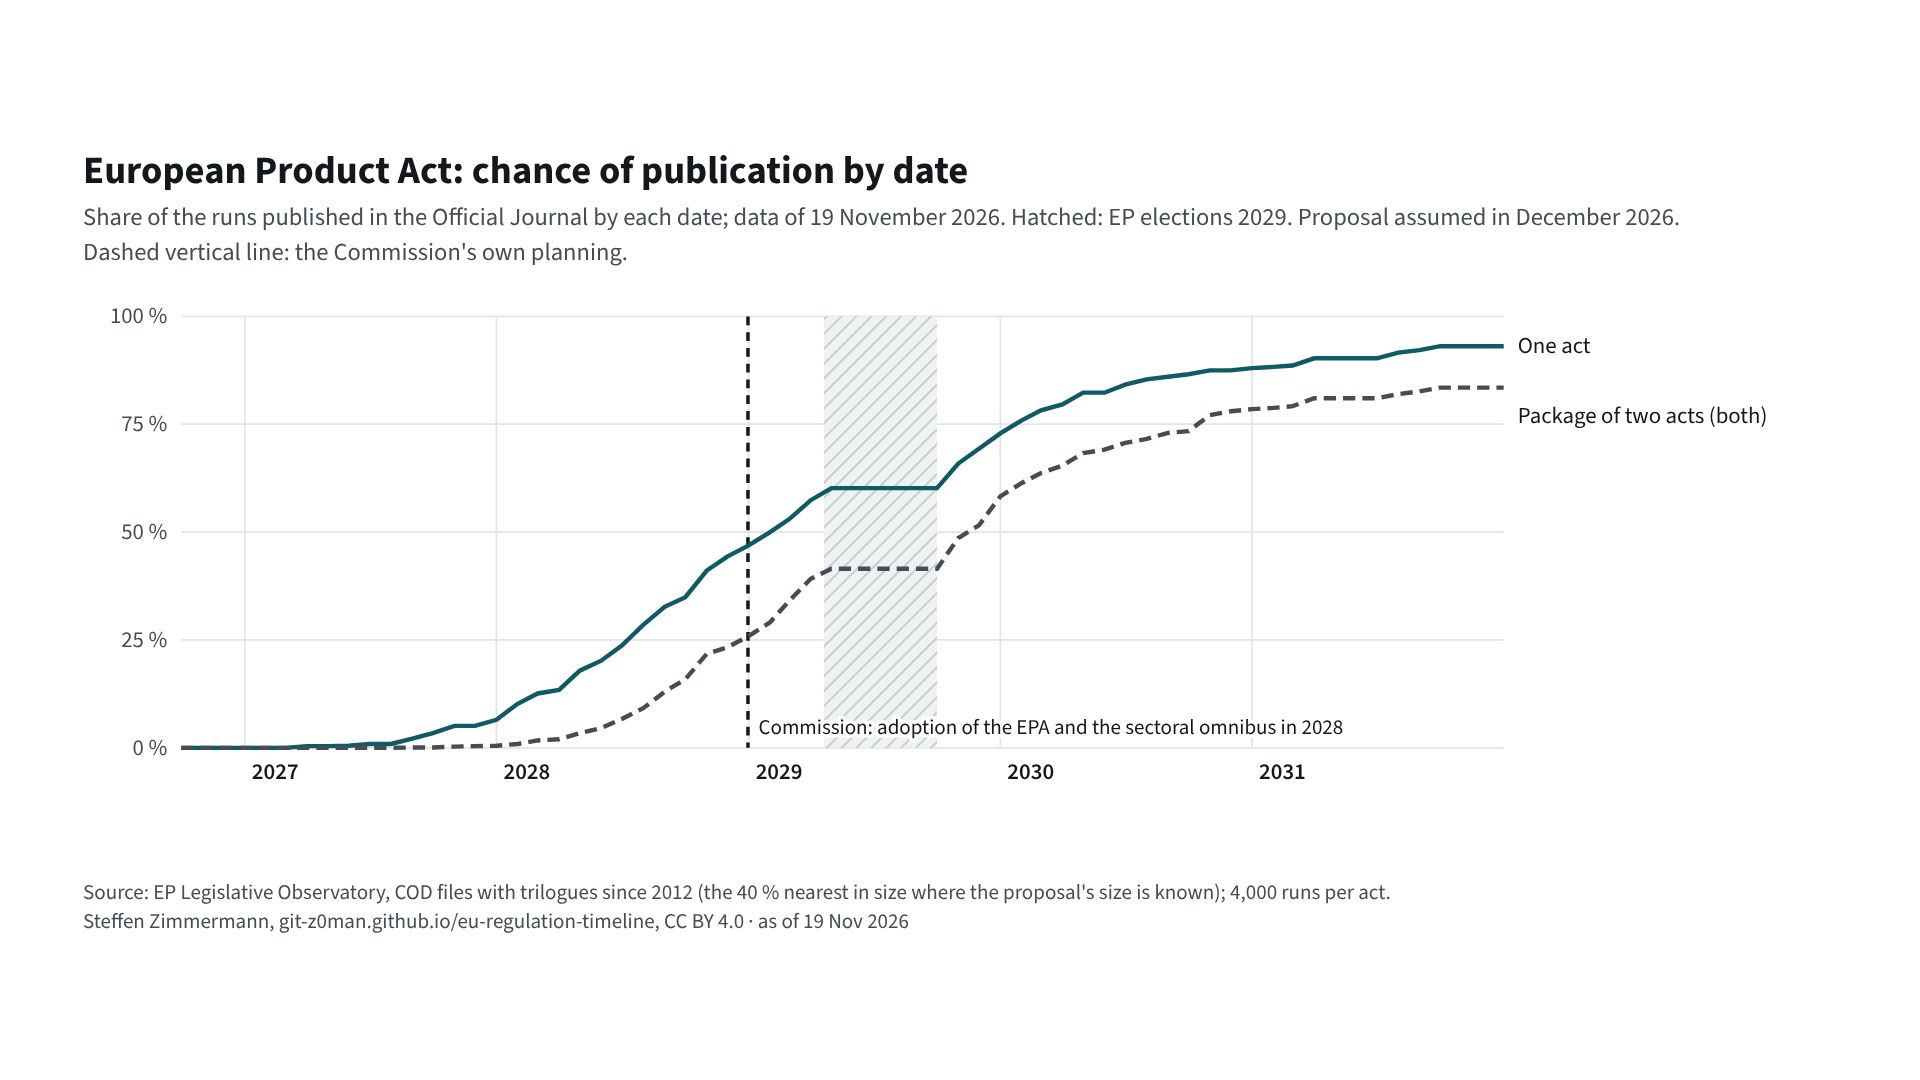 European Product Act: chance of publication by date
Share of the runs published in the Official Journal by each date; data of 19 November 2026. Hatched: EP elections 2029. Proposal assumed in December 2026.
Dashed vertical line: the Commission's own planning.
100 %
One act
75 %
Package of two acts (both)
50 %
25 %
Commission: adoption of the EPA and the sectoral omnibus in 2028
0 %
2027
2028
2029
2030
2031
Source: EP Legislative Observatory, COD files with trilogues since 2012 (the 40 % nearest in size where the proposal's size is known); 4,000 runs per act.
Steffen Zimmermann, git-z0man.github.io/eu-regulation-timeline, CC BY 4.0 · as of 19 Nov 2026